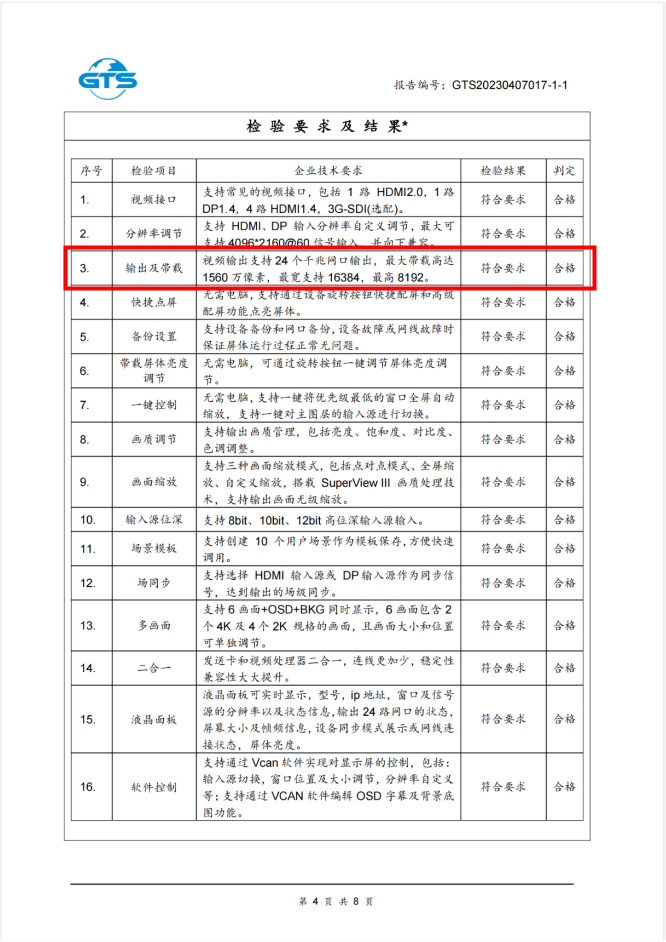 GTS
报告编号：GTS20230407017-1-1
检 验 要 求 及 结 果*
序号 检验项目 企业技术要求 检验结果 判定
1. 视频接口 支持常见的视频接口，包括 1 路 HDMI2.0，1 路 符合要求 合格
DP1.4，4 路 HDMI1.4，3G-SDI(选配)。
2. 分辨率调节 支持 HDMI、DP 输入分辨率自定义调节，最大可 符合要求 合格
支持 4096*2160@60 信号输入，并向下兼容。
3. 输出及带载 视频输出支持 24 个千兆网口输出，最大带载高达 符合要求 合格
1560 万像素，最宽支持 16384，最高 8192。
4. 快捷点屏 无需电脑，支持通过设备旋转按钮快捷配屏和高级 符合要求 合格
配屏功能点亮屏体。
5. 备份设置 支持设备备份和网口备份，设备故障或网线故障时 符合要求 合格
保证屏体运行过程正常无问题。
6. 带载屏体亮度 无需电脑，可通过旋转按钮一键调节屏体亮度调 符合要求 合格
调节 节。
7. 一键控制 无需电脑，支持一键将优先级最低的窗口全屏自动 符合要求 合格
缩放，支持一键对主图层的输入源进行切换。
8. 画质调节 支持输出画质管理，包括亮度、饱和度、对比度、 符合要求 合格
色调调整。
9. 画面缩放 支持三种画面缩放模式，包括点对点模式、全屏缩 符合要求 合格
放、自定义缩放，搭载 SuperView III 画质处理技
术，支持输出画面无级缩放。
10. 输入源位深 支持 8bit、10bit、12bit 高位深输入源输入。 符合要求 合格
11. 场景模板 支持创建 10 个用户场景作为模板保存，方便快速 符合要求 合格
调用。
12. 场同步 支持选择 HDMI 输入源或 DP 输入源作为同步信 符合要求 合格
号，达到输出的场级同步。
13. 多画面 支持 6 画面+OSD+BKG 同时显示，6 画面包含 2 符合要求 合格
个 4K 及 4 个 2K 规格的画面，且画面大小和位置
可单独调节。
14. 二合一 发送卡和视频处理器二合一，连线更加少，稳定性 符合要求 合格
兼容性大大提升。
15. 液晶面板 液晶面板可实时显示，型号，ip 地址，窗口及信号 符合要求 合格
源的分辨率以及状态信息，输出 24 路网口的状态，
屏幕大小及帧频信息，设备同步模式展示或网线连
接状态，屏体亮度。
16. 软件控制 支持通过 Vcan 软件实现对显示屏的控制，包括： 符合要求 合格
输入源切换，窗口位置及大小调节，分辨率自定义
等；支持通过 VCAN 软件编辑 OSD 字幕及背景底
图功能。
第 4 页 共 8 页